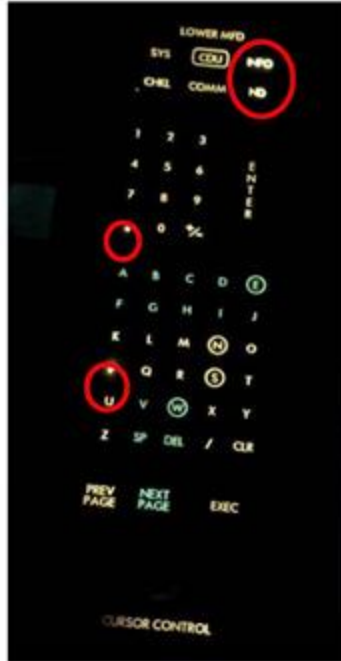 LOWER MFD
SYS CDU INFO
CHKL COMM ND
1 2 3
4 5 6
7 8 9
0 +/-
ENTER
A B C D E
F G H I J
K L M N O
Q R S T
U V W X Y
Z SP DEL / CLR
PREV PAGE NEXT PAGE EXEC
CURSOR CONTROL